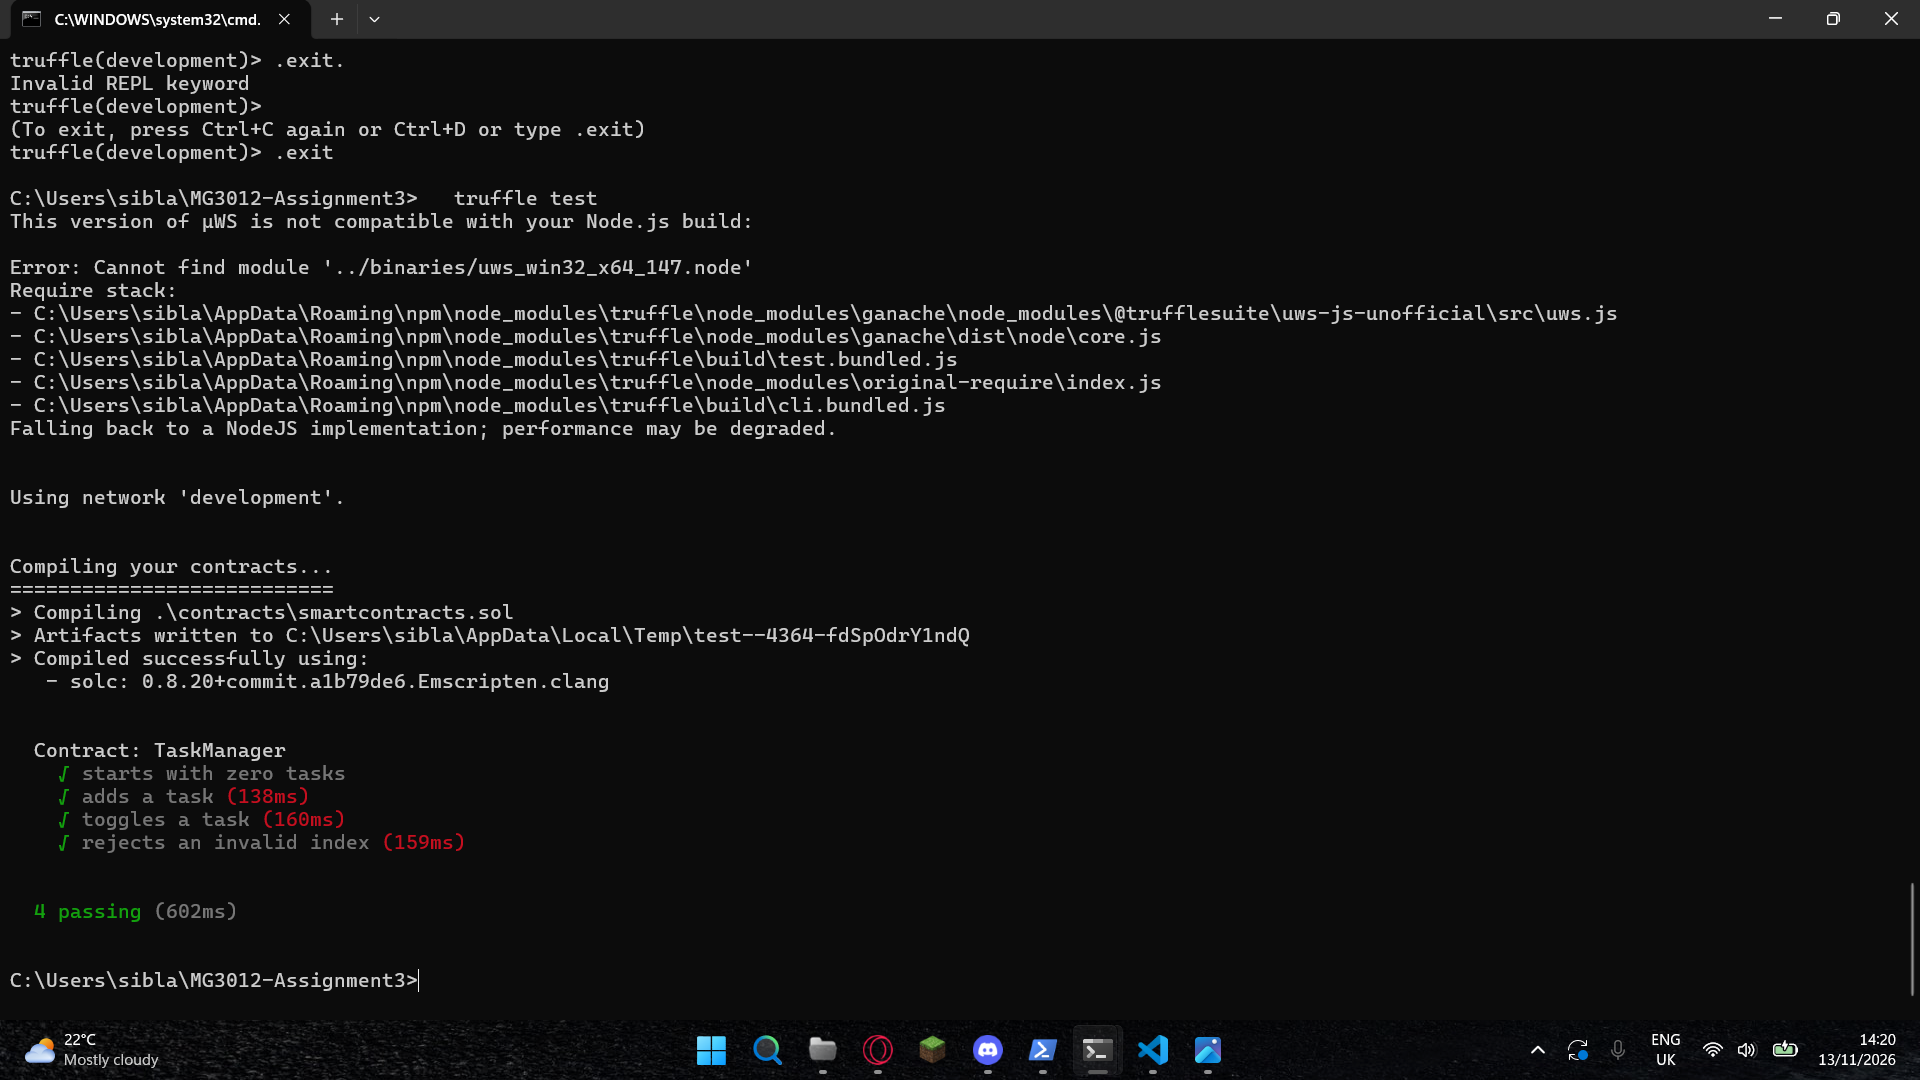 C:\WINDOWS\system32\cmd.
truffle(development)> .exit.
Invalid REPL keyword
truffle(development)>
(To exit, press Ctrl+C again or Ctrl+D or type .exit)
truffle(development)> .exit
C:\Users\sibla\MG3012-Assignment3>   truffle test
This version of µWS is not compatible with your Node.js build:
Error: Cannot find module '../binaries/uws_win32_x64_147.node'
Require stack:
- C:\Users\sibla\AppData\Roaming\npm\node_modules\truffle\node_modules\ganache\node_modules\@trufflesuite\uws-js-unofficial\src\uws.js
- C:\Users\sibla\AppData\Roaming\npm\node_modules\truffle\node_modules\ganache\dist\node\core.js
- C:\Users\sibla\AppData\Roaming\npm\node_modules\truffle\build\test.bundled.js
- C:\Users\sibla\AppData\Roaming\npm\node_modules\truffle\node_modules\original-require\index.js
- C:\Users\sibla\AppData\Roaming\npm\node_modules\truffle\build\cli.bundled.js
Falling back to a NodeJS implementation; performance may be degraded.
Using network 'development'.
Compiling your contracts...
===========================
> Compiling .\contracts\smartcontracts.sol
> Artifacts written to C:\Users\sibla\AppData\Local\Temp\test--4364-fdSpOdrY1ndQ
> Compiled successfully using:
   - solc: 0.8.20+commit.a1b79de6.Emscripten.clang
  Contract: TaskManager
    √ starts with zero tasks
    √ adds a task (138ms)
    √ toggles a task (160ms)
    √ rejects an invalid index (159ms)
  4 passing (602ms)
C:\Users\sibla\MG3012-Assignment3>
22°C
Mostly cloudy
ENG
UK
14:20
13/11/2026